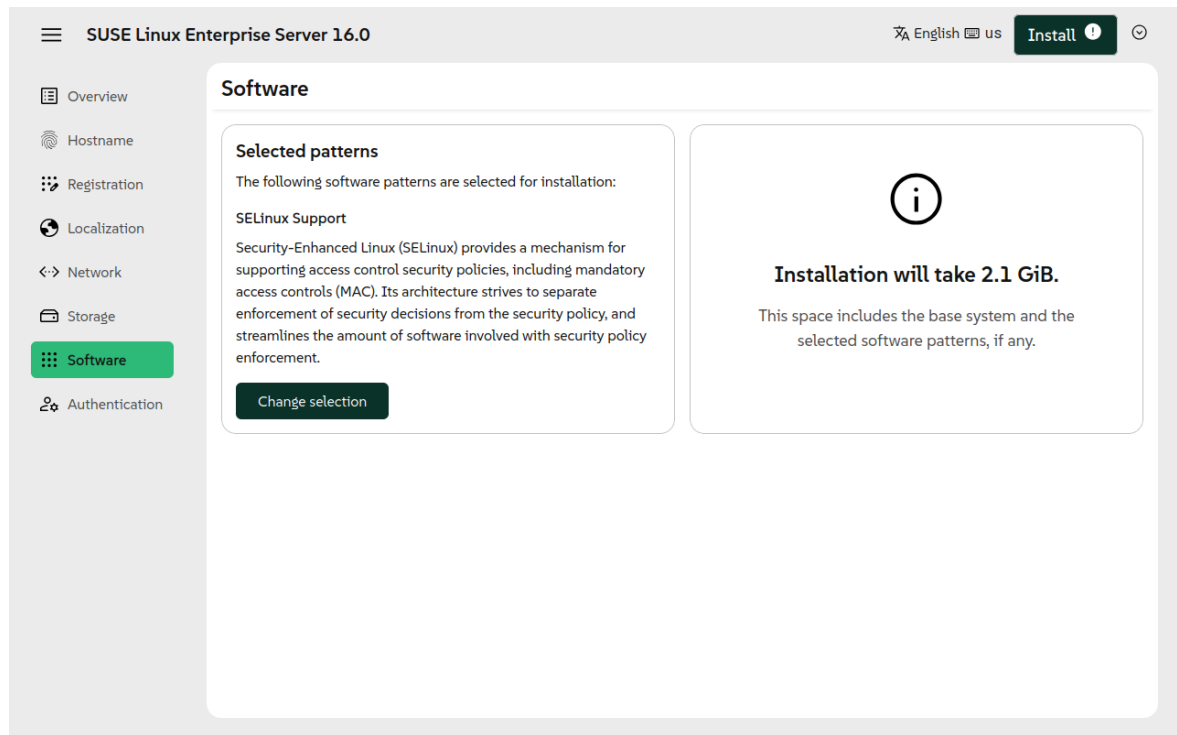 SUSE Linux Enterprise Server 16.0
English us Install
Overview
Hostname
Registration
Localization
Network
Storage
Software
Authentication
Software
Selected patterns
The following software patterns are selected for installation:
SELinux Support
Security-Enhanced Linux (SELinux) provides a mechanism for
supporting access control security policies, including mandatory
access controls (MAC). Its architecture strives to separate
enforcement of security decisions from the security policy, and
streamlines the amount of software involved with security policy
enforcement.
Change selection
Installation will take 2.1 GiB.
This space includes the base system and the
selected software patterns, if any.